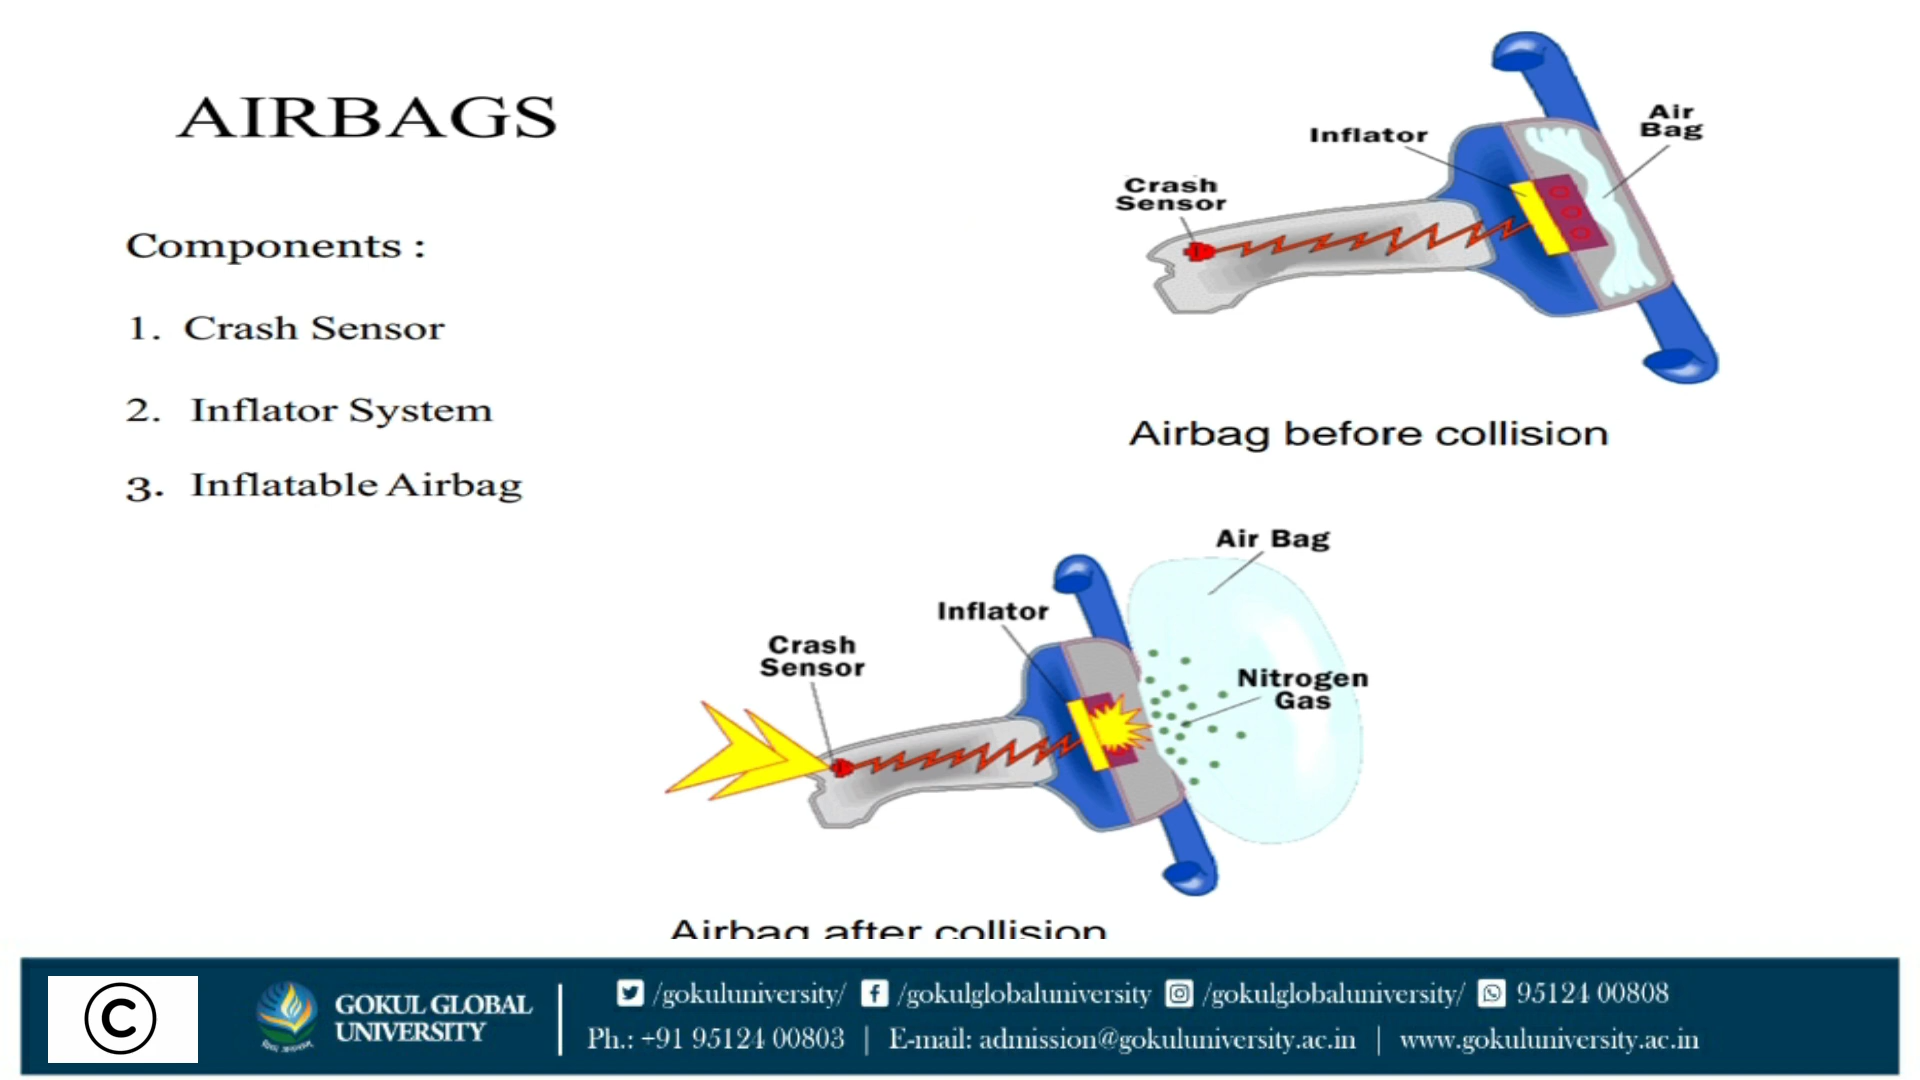 AIRBAGS
Components :
1. Crash Sensor
2. Inflator System
3. Inflatable Airbag
Air
Bag
Inflator
Crash
Sensor
Airbag before collision
Air Bag
Inflator
Crash
Sensor
Nitrogen
Gas
Airbag after collision
©
GOKUL GLOBAL
UNIVERSITY
/gokuluniversity/ /gokulglobaluniversity /gokulglobaluniversity/ 95124 00808
Ph.: +91 95124 00803 | E-mail: admission@gokuluniversity.ac.in | www.gokuluniversity.ac.in